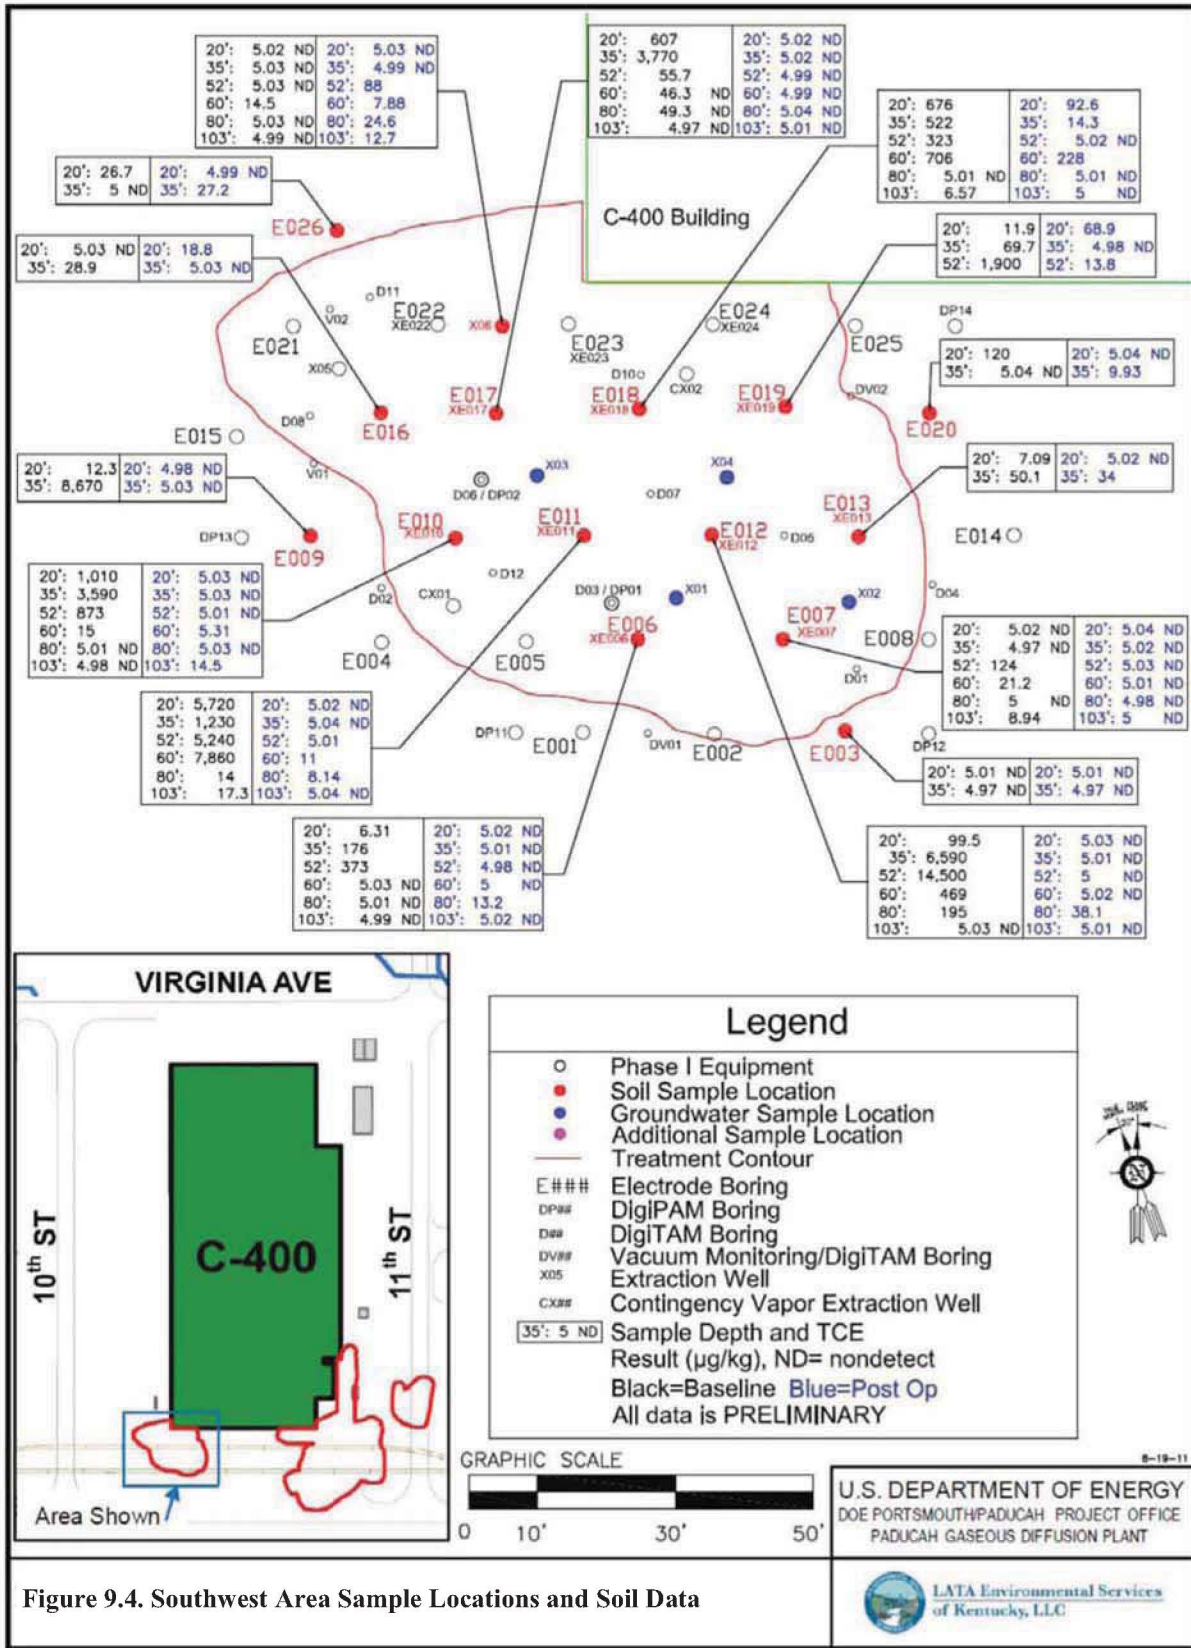 20': 5.02 ND 20': 5.03 ND
35': 5.03 ND 35': 4.99 ND
52': 5.03 ND 52': 88
60': 14.5 60': 7.88
80': 5.03 ND 80': 24.6
103': 4.99 ND 103': 12.7
20': 607 20': 5.02 ND
35': 3,770 35': 5.02 ND
52': 55.7 52': 4.99 ND
60': 46.3 ND 60': 4.99 ND
80': 49.3 ND 80': 5.04 ND
103': 4.97 ND 103': 5.01 ND
20': 676 20': 92.6
35': 522 35': 14.3
52': 323 52': 5.02 ND
60': 706 60': 228
80': 5.01 ND 80': 5.01 ND
103': 6.57 103': 5 ND
20': 26.7 20': 4.99 ND
35': 5 ND 35': 27.2
C-400 Building
20': 11.9 20': 68.9
35': 69.7 35': 4.98 ND
52': 1,900 52': 13.8
E026
20': 5.03 ND 20': 18.8
35': 28.9 35': 5.03 ND
D11
V02
E022
XE022
X06
E023
XE023
E024
XE024
DP14
E021
E025
X05
D10
CX02
20': 120 20': 5.04 ND
35': 5.04 ND 35': 9.93
E017
XE017
E018
XE018
E019
XE019
DV02
D08
E016
E020
E015
20': 12.3 20': 4.98 ND
35': 8,670 35': 5.03 ND
V01
X03
X04
20': 7.09 20': 5.02 ND
35': 50.1 35': 34
D06 / DP02
D07
E010
XE010
E011
XE011
E012
XE012
E013
XE013
DP13
E009
D05
E014
20': 1,010 20': 5.03 ND
35': 3,590 35': 5.03 ND
52': 873 52': 5.01 ND
60': 15 60': 5.31
80': 5.01 ND 80': 5.03 ND
103': 4.98 ND 103': 14.5
D12
D02
CX01
D03 / DP01
X01
X02
D04
E006
XE006
E007
XE007
E008
E004
E005
20': 5.02 ND 20': 5.04 ND
35': 4.97 ND 35': 5.02 ND
52': 124 52': 5.03 ND
60': 21.2 60': 5.01 ND
80': 5 ND 80': 4.98 ND
103': 8.94 103': 5 ND
D01
20': 5,720 20': 5.02 ND
35': 1,230 35': 5.04 ND
52': 5,240 52': 5.01
60': 7,860 60': 11
80': 14 80': 8.14
103': 17.3 103': 5.04 ND
DP11
E001
DV01
E002
E003
DP12
20': 5.01 ND 20': 5.01 ND
35': 4.97 ND 35': 4.97 ND
20': 6.31 20': 5.02 ND
35': 176 35': 5.01 ND
52': 373 52': 4.98 ND
60': 5.03 ND 60': 5 ND
80': 5.01 ND 80': 13.2
103': 4.99 ND 103': 5.02 ND
20': 99.5 20': 5.03 ND
35': 6,590 35': 5.01 ND
52': 14,500 52': 5 ND
60': 469 60': 5.02 ND
80': 195 80': 38.1
103': 5.03 ND 103': 5.01 ND
VIRGINIA AVE
10th ST
C-400
11th ST
Area Shown
Legend
Phase I Equipment
Soil Sample Location
Groundwater Sample Location
Additional Sample Location
Treatment Contour
E### Electrode Boring
DP## DigiPAM Boring
D## DigiTAM Boring
DV## Vacuum Monitoring/DigiTAM Boring
X05 Extraction Well
CX## Contingency Vapor Extraction Well
35': 5 ND Sample Depth and TCE
Result (µg/kg), ND= nondetect
Black=Baseline Blue=Post Op
All data is PRELIMINARY
GRAPHIC SCALE
0 10' 30' 50'
8-19-11
U.S. DEPARTMENT OF ENERGY
DOE PORTSMOUTH/PADUCAH PROJECT OFFICE
PADUCAH GASEOUS DIFFUSION PLANT
Figure 9.4. Southwest Area Sample Locations and Soil Data
LATA Environmental Services
of Kentucky, LLC